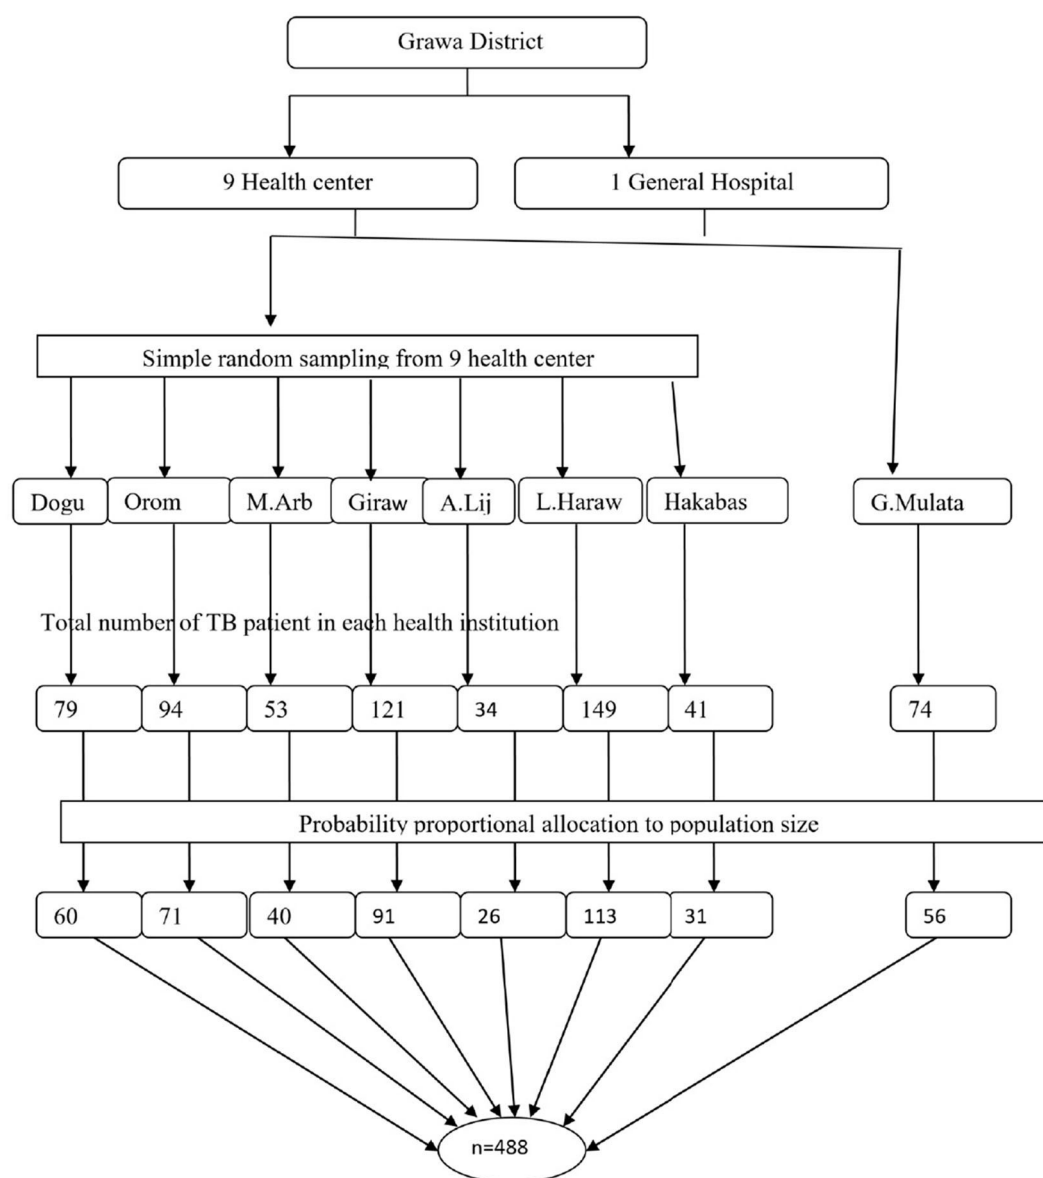 Grawa District
9 Health center
1 General Hospital
Simple random sampling from 9 health center
Dogu
Orom
M.Arb
Giraw
A.Lij
L.Haraw
Hakabas
G.Mulata
Total number of TB patient in each health institution
79
94
53
121
34
149
41
74
Probability proportional allocation to population size
60
71
40
91
26
113
31
56
n=488